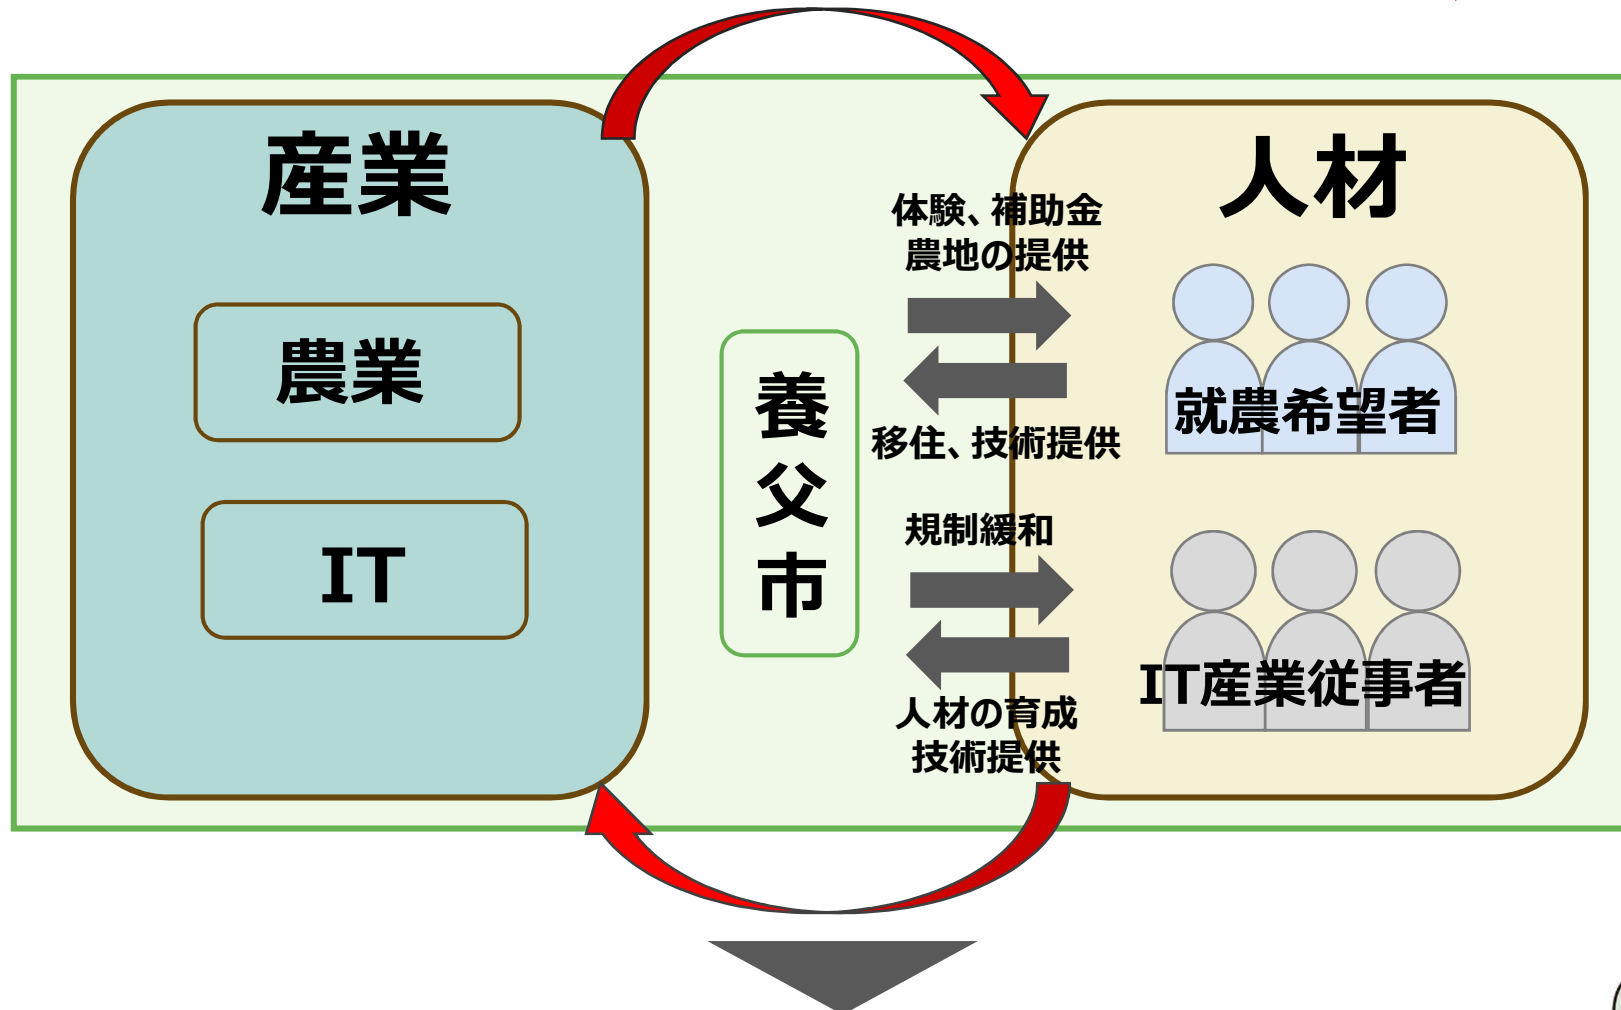 産業
農業
IT
養父市
体験、補助金
農地の提供
移住、技術提供
規制緩和
人材の育成
技術提供
人材
就農希望者
IT産業従事者